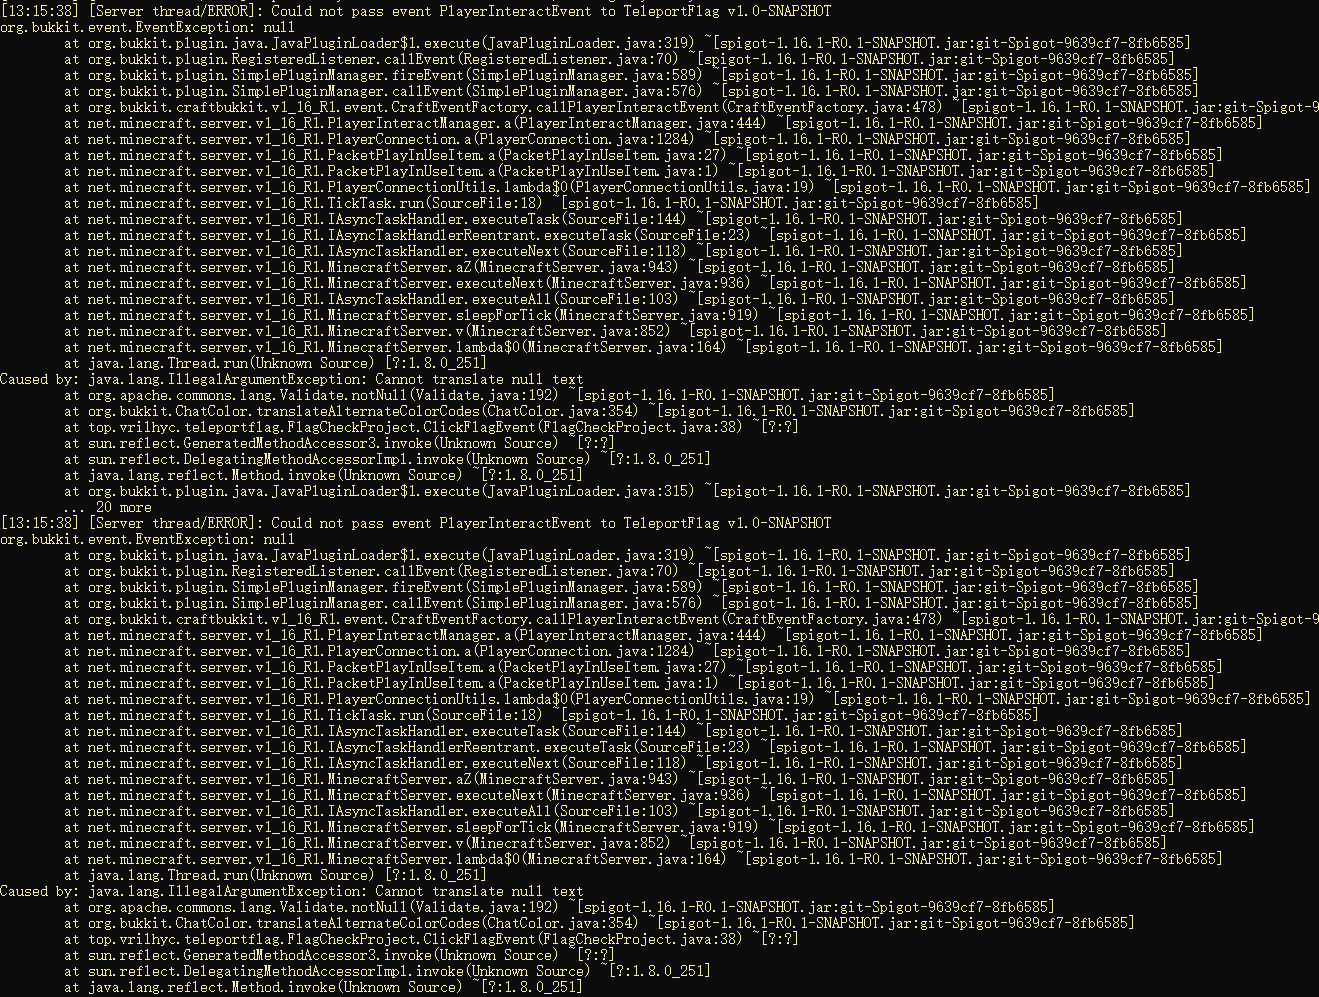 [13:15:38] [Server thread/ERROR]: Could not pass event PlayerInteractEvent to TeleportFlag v1.0-SNAPSHOT
org.bukkit.event.EventException: null
at org.bukkit.plugin.java.JavaPluginLoader$1.execute(JavaPluginLoader.java:319) ~[spigot-1.16.1-R0.1-SNAPSHOT.jar:git-Spigot-9639cf7-8fb6585]
at org.bukkit.plugin.RegisteredListener.callEvent(RegisteredListener.java:70) ~[spigot-1.16.1-R0.1-SNAPSHOT.jar:git-Spigot-9639cf7-8fb6585]
at org.bukkit.plugin.SimplePluginManager.fireEvent(SimplePluginManager.java:589) ~[spigot-1.16.1-R0.1-SNAPSHOT.jar:git-Spigot-9639cf7-8fb6585]
at org.bukkit.plugin.SimplePluginManager.callEvent(SimplePluginManager.java:576) ~[spigot-1.16.1-R0.1-SNAPSHOT.jar:git-Spigot-9639cf7-8fb6585]
at org.bukkit.craftbukkit.v1_16_R1.event.CraftEventFactory.callPlayerInteractEvent(CraftEventFactory.java:478) ~[spigot-1.16.1-R0.1-SNAPSHOT.jar:git-Spigot-9
at net.minecraft.server.v1_16_R1.PlayerInteractManager.a(PlayerInteractManager.java:444) ~[spigot-1.16.1-R0.1-SNAPSHOT.jar:git-Spigot-9639cf7-8fb6585]
at net.minecraft.server.v1_16_R1.PlayerConnection.a(PlayerConnection.java:1284) ~[spigot-1.16.1-R0.1-SNAPSHOT.jar:git-Spigot-9639cf7-8fb6585]
at net.minecraft.server.v1_16_R1.PacketPlayInUseItem.a(PacketPlayInUseItem.java:27) ~[spigot-1.16.1-R0.1-SNAPSHOT.jar:git-Spigot-9639cf7-8fb6585]
at net.minecraft.server.v1_16_R1.PacketPlayInUseItem.a(PacketPlayInUseItem.java:1) ~[spigot-1.16.1-R0.1-SNAPSHOT.jar:git-Spigot-9639cf7-8fb6585]
at net.minecraft.server.v1_16_R1.PlayerConnectionUtils.lambda$0(PlayerConnectionUtils.java:19) ~[spigot-1.16.1-R0.1-SNAPSHOT.jar:git-Spigot-9639cf7-8fb6585]
at net.minecraft.server.v1_16_R1.TickTask.run(SourceFile:18) ~[spigot-1.16.1-R0.1-SNAPSHOT.jar:git-Spigot-9639cf7-8fb6585]
at net.minecraft.server.v1_16_R1.IAsyncTaskHandler.executeTask(SourceFile:144) ~[spigot-1.16.1-R0.1-SNAPSHOT.jar:git-Spigot-9639cf7-8fb6585]
at net.minecraft.server.v1_16_R1.IAsyncTaskHandlerReentrant.executeTask(SourceFile:23) ~[spigot-1.16.1-R0.1-SNAPSHOT.jar:git-Spigot-9639cf7-8fb6585]
at net.minecraft.server.v1_16_R1.IAsyncTaskHandler.executeNext(SourceFile:118) ~[spigot-1.16.1-R0.1-SNAPSHOT.jar:git-Spigot-9639cf7-8fb6585]
at net.minecraft.server.v1_16_R1.MinecraftServer.aZ(MinecraftServer.java:943) ~[spigot-1.16.1-R0.1-SNAPSHOT.jar:git-Spigot-9639cf7-8fb6585]
at net.minecraft.server.v1_16_R1.MinecraftServer.executeNext(MinecraftServer.java:936) ~[spigot-1.16.1-R0.1-SNAPSHOT.jar:git-Spigot-9639cf7-8fb6585]
at net.minecraft.server.v1_16_R1.IAsyncTaskHandler.executeAll(SourceFile:103) ~[spigot-1.16.1-R0.1-SNAPSHOT.jar:git-Spigot-9639cf7-8fb6585]
at net.minecraft.server.v1_16_R1.MinecraftServer.sleepForTick(MinecraftServer.java:919) ~[spigot-1.16.1-R0.1-SNAPSHOT.jar:git-Spigot-9639cf7-8fb6585]
at net.minecraft.server.v1_16_R1.MinecraftServer.v(MinecraftServer.java:852) ~[spigot-1.16.1-R0.1-SNAPSHOT.jar:git-Spigot-9639cf7-8fb6585]
at net.minecraft.server.v1_16_R1.MinecraftServer.lambda$0(MinecraftServer.java:164) ~[spigot-1.16.1-R0.1-SNAPSHOT.jar:git-Spigot-9639cf7-8fb6585]
at java.lang.Thread.run(Unknown Source) [?:1.8.0_251]
Caused by: java.lang.IllegalArgumentException: Cannot translate null text
at org.apache.commons.lang.Validate.notNull(Validate.java:192) ~[spigot-1.16.1-R0.1-SNAPSHOT.jar:git-Spigot-9639cf7-8fb6585]
at org.bukkit.ChatColor.translateAlternateColorCodes(ChatColor.java:354) ~[spigot-1.16.1-R0.1-SNAPSHOT.jar:git-Spigot-9639cf7-8fb6585]
at top.vrilhyc.teleportflag.FlagCheckProject.ClickFlagEvent(FlagCheckProject.java:38) ~[?:?]
at sun.reflect.GeneratedMethodAccessor3.invoke(Unknown Source) ~[?:?]
at sun.reflect.DelegatingMethodAccessorImpl.invoke(Unknown Source) ~[?:1.8.0_251]
at java.lang.reflect.Method.invoke(Unknown Source) ~[?:1.8.0_251]
at org.bukkit.plugin.java.JavaPluginLoader$1.execute(JavaPluginLoader.java:315) ~[spigot-1.16.1-R0.1-SNAPSHOT.jar:git-Spigot-9639cf7-8fb6585]
... 20 more
[13:15:38] [Server thread/ERROR]: Could not pass event PlayerInteractEvent to TeleportFlag v1.0-SNAPSHOT
org.bukkit.event.EventException: null
at org.bukkit.plugin.java.JavaPluginLoader$1.execute(JavaPluginLoader.java:319) ~[spigot-1.16.1-R0.1-SNAPSHOT.jar:git-Spigot-9639cf7-8fb6585]
at org.bukkit.plugin.RegisteredListener.callEvent(RegisteredListener.java:70) ~[spigot-1.16.1-R0.1-SNAPSHOT.jar:git-Spigot-9639cf7-8fb6585]
at org.bukkit.plugin.SimplePluginManager.fireEvent(SimplePluginManager.java:589) ~[spigot-1.16.1-R0.1-SNAPSHOT.jar:git-Spigot-9639cf7-8fb6585]
at org.bukkit.plugin.SimplePluginManager.callEvent(SimplePluginManager.java:576) ~[spigot-1.16.1-R0.1-SNAPSHOT.jar:git-Spigot-9639cf7-8fb6585]
at org.bukkit.craftbukkit.v1_16_R1.event.CraftEventFactory.callPlayerInteractEvent(CraftEventFactory.java:478) ~[spigot-1.16.1-R0.1-SNAPSHOT.jar:git-Spigot-9
at net.minecraft.server.v1_16_R1.PlayerInteractManager.a(PlayerInteractManager.java:444) ~[spigot-1.16.1-R0.1-SNAPSHOT.jar:git-Spigot-9639cf7-8fb6585]
at net.minecraft.server.v1_16_R1.PlayerConnection.a(PlayerConnection.java:1284) ~[spigot-1.16.1-R0.1-SNAPSHOT.jar:git-Spigot-9639cf7-8fb6585]
at net.minecraft.server.v1_16_R1.PacketPlayInUseItem.a(PacketPlayInUseItem.java:27) ~[spigot-1.16.1-R0.1-SNAPSHOT.jar:git-Spigot-9639cf7-8fb6585]
at net.minecraft.server.v1_16_R1.PacketPlayInUseItem.a(PacketPlayInUseItem.java:1) ~[spigot-1.16.1-R0.1-SNAPSHOT.jar:git-Spigot-9639cf7-8fb6585]
at net.minecraft.server.v1_16_R1.PlayerConnectionUtils.lambda$0(PlayerConnectionUtils.java:19) ~[spigot-1.16.1-R0.1-SNAPSHOT.jar:git-Spigot-9639cf7-8fb6585]
at net.minecraft.server.v1_16_R1.TickTask.run(SourceFile:18) ~[spigot-1.16.1-R0.1-SNAPSHOT.jar:git-Spigot-9639cf7-8fb6585]
at net.minecraft.server.v1_16_R1.IAsyncTaskHandler.executeTask(SourceFile:144) ~[spigot-1.16.1-R0.1-SNAPSHOT.jar:git-Spigot-9639cf7-8fb6585]
at net.minecraft.server.v1_16_R1.IAsyncTaskHandlerReentrant.executeTask(SourceFile:23) ~[spigot-1.16.1-R0.1-SNAPSHOT.jar:git-Spigot-9639cf7-8fb6585]
at net.minecraft.server.v1_16_R1.IAsyncTaskHandler.executeNext(SourceFile:118) ~[spigot-1.16.1-R0.1-SNAPSHOT.jar:git-Spigot-9639cf7-8fb6585]
at net.minecraft.server.v1_16_R1.MinecraftServer.aZ(MinecraftServer.java:943) ~[spigot-1.16.1-R0.1-SNAPSHOT.jar:git-Spigot-9639cf7-8fb6585]
at net.minecraft.server.v1_16_R1.MinecraftServer.executeNext(MinecraftServer.java:936) ~[spigot-1.16.1-R0.1-SNAPSHOT.jar:git-Spigot-9639cf7-8fb6585]
at net.minecraft.server.v1_16_R1.IAsyncTaskHandler.executeAll(SourceFile:103) ~[spigot-1.16.1-R0.1-SNAPSHOT.jar:git-Spigot-9639cf7-8fb6585]
at net.minecraft.server.v1_16_R1.MinecraftServer.sleepForTick(MinecraftServer.java:919) ~[spigot-1.16.1-R0.1-SNAPSHOT.jar:git-Spigot-9639cf7-8fb6585]
at net.minecraft.server.v1_16_R1.MinecraftServer.v(MinecraftServer.java:852) ~[spigot-1.16.1-R0.1-SNAPSHOT.jar:git-Spigot-9639cf7-8fb6585]
at net.minecraft.server.v1_16_R1.MinecraftServer.lambda$0(MinecraftServer.java:164) ~[spigot-1.16.1-R0.1-SNAPSHOT.jar:git-Spigot-9639cf7-8fb6585]
at java.lang.Thread.run(Unknown Source) [?:1.8.0_251]
Caused by: java.lang.IllegalArgumentException: Cannot translate null text
at org.apache.commons.lang.Validate.notNull(Validate.java:192) ~[spigot-1.16.1-R0.1-SNAPSHOT.jar:git-Spigot-9639cf7-8fb6585]
at org.bukkit.ChatColor.translateAlternateColorCodes(ChatColor.java:354) ~[spigot-1.16.1-R0.1-SNAPSHOT.jar:git-Spigot-9639cf7-8fb6585]
at top.vrilhyc.teleportflag.FlagCheckProject.ClickFlagEvent(FlagCheckProject.java:38) ~[?:?]
at sun.reflect.GeneratedMethodAccessor3.invoke(Unknown Source) ~[?:?]
at sun.reflect.DelegatingMethodAccessorImpl.invoke(Unknown Source) ~[?:1.8.0_251]
at java.lang.reflect.Method.invoke(Unknown Source) ~[?:1.8.0_251]